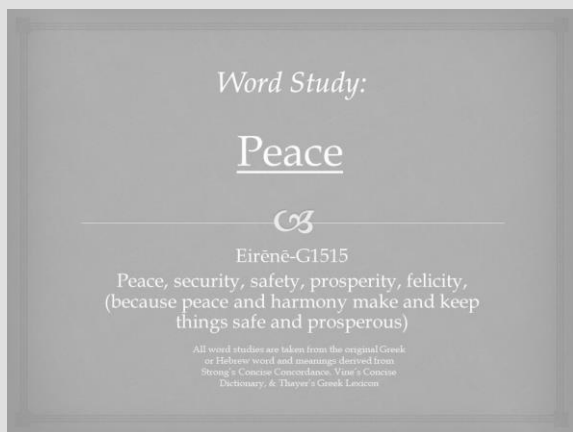 Word Study:
Peace
Eirēnē-G1515
Peace, security, safety, prosperity, felicity,
(because peace and harmony make and keep
things safe and prosperous)
All word studies are taken from the original Greek
or Hebrew word and meanings derived from
Strong's Concise Concordance, Vine's Concise
Dictionary, & Thayer's Greek Lexicon